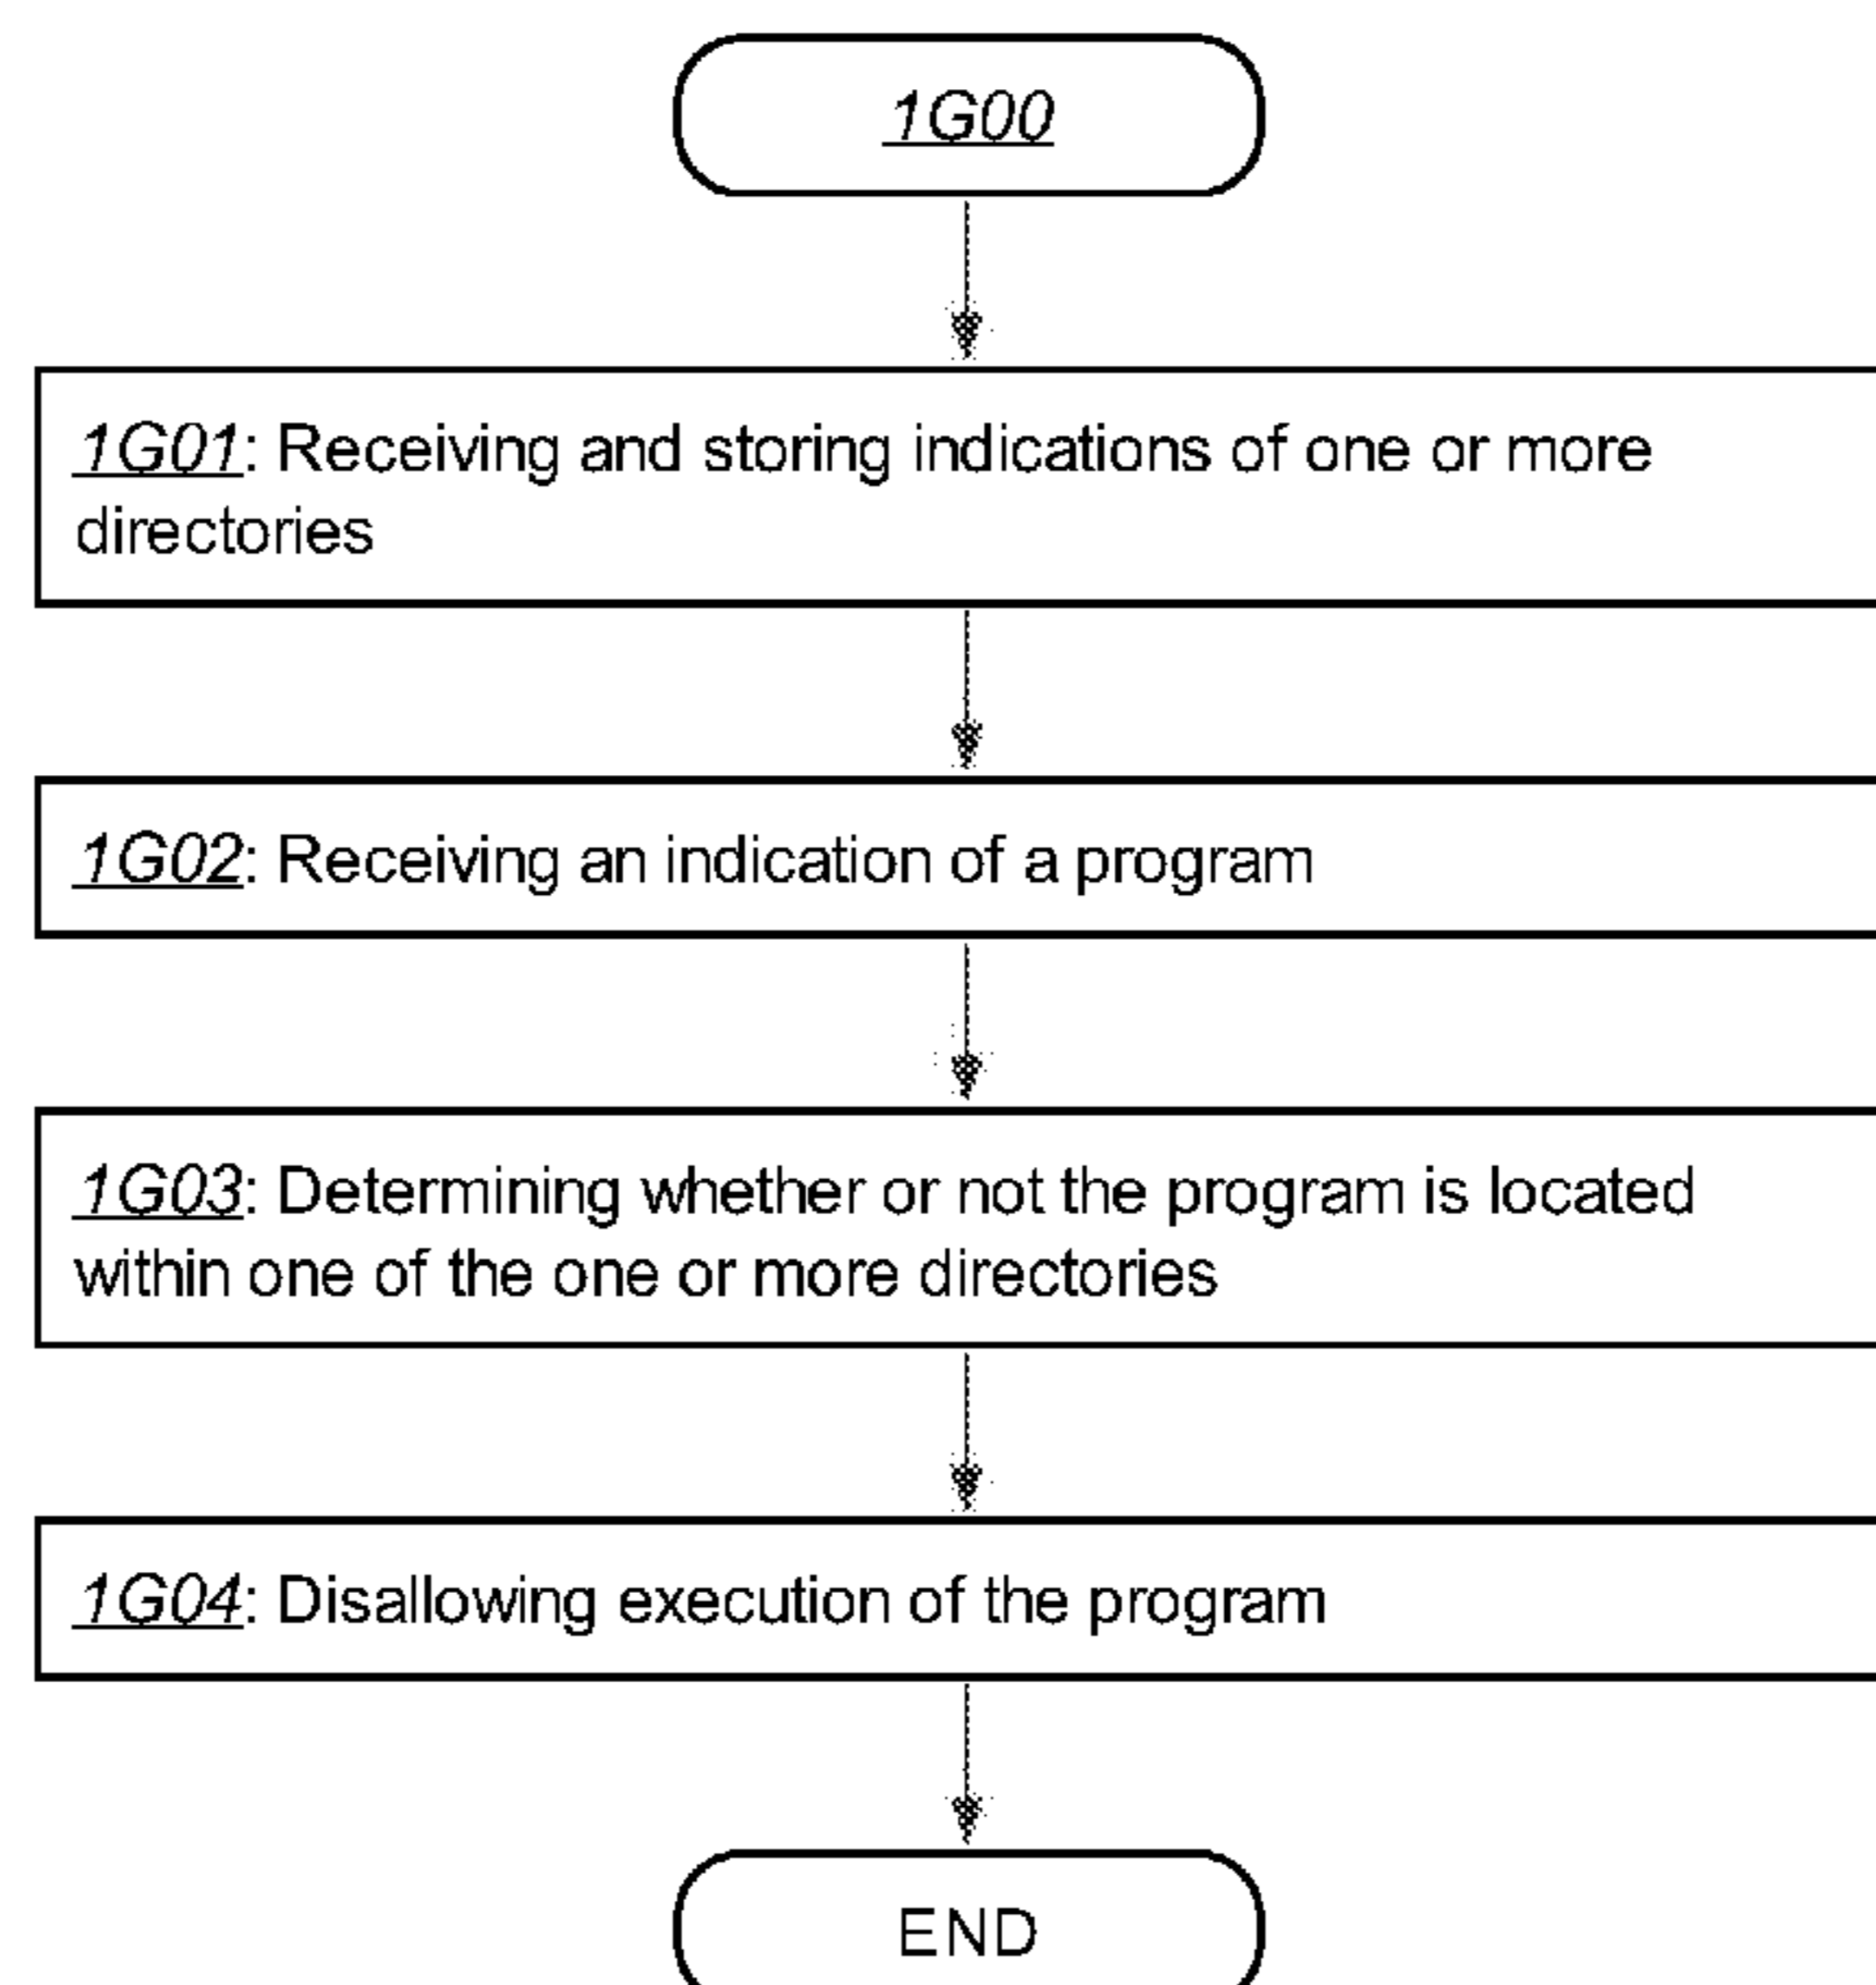 1G00
1G01: Receiving and storing indications of one or more
directories
1G02: Receiving an indication of a program
1G03: Determining whether or not the program is located
within one of the one or more directories
1G04: Disallowing execution of the program
END